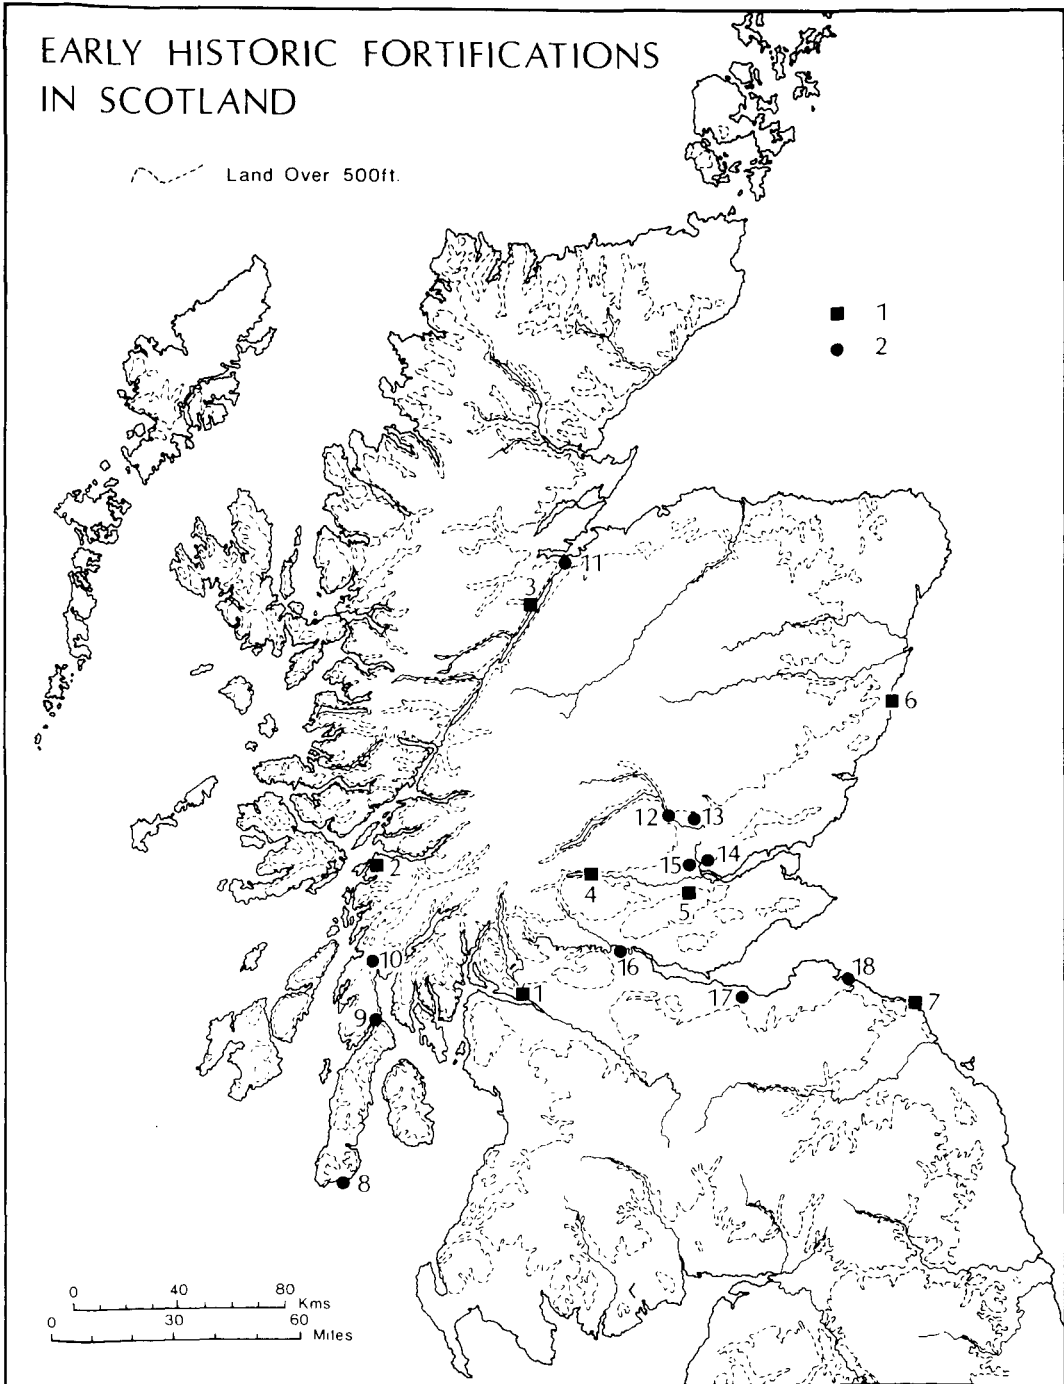 EARLY HISTORIC FORTIFICATIONS
IN SCOTLAND
Land Over 500ft.
1
2
11
3
6
12
13
14
15
2
4
5
10
16
18
1
17
7
9
8
0 40 80
Kms
0 30 60
Miles